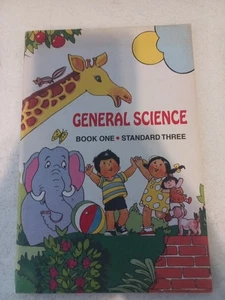 GENERAL SCIENCE
BOOK ONE • STANDARD THREE